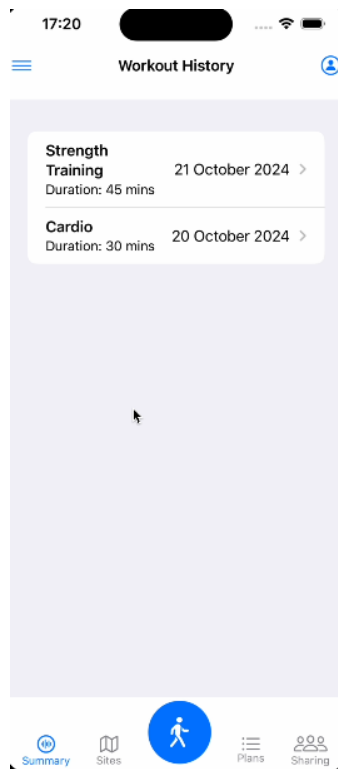 17:20
Workout History
Strength
Training
Duration: 45 mins
21 October 2024
Cardio
Duration: 30 mins
20 October 2024
Summary
Sites
Plans
Sharing